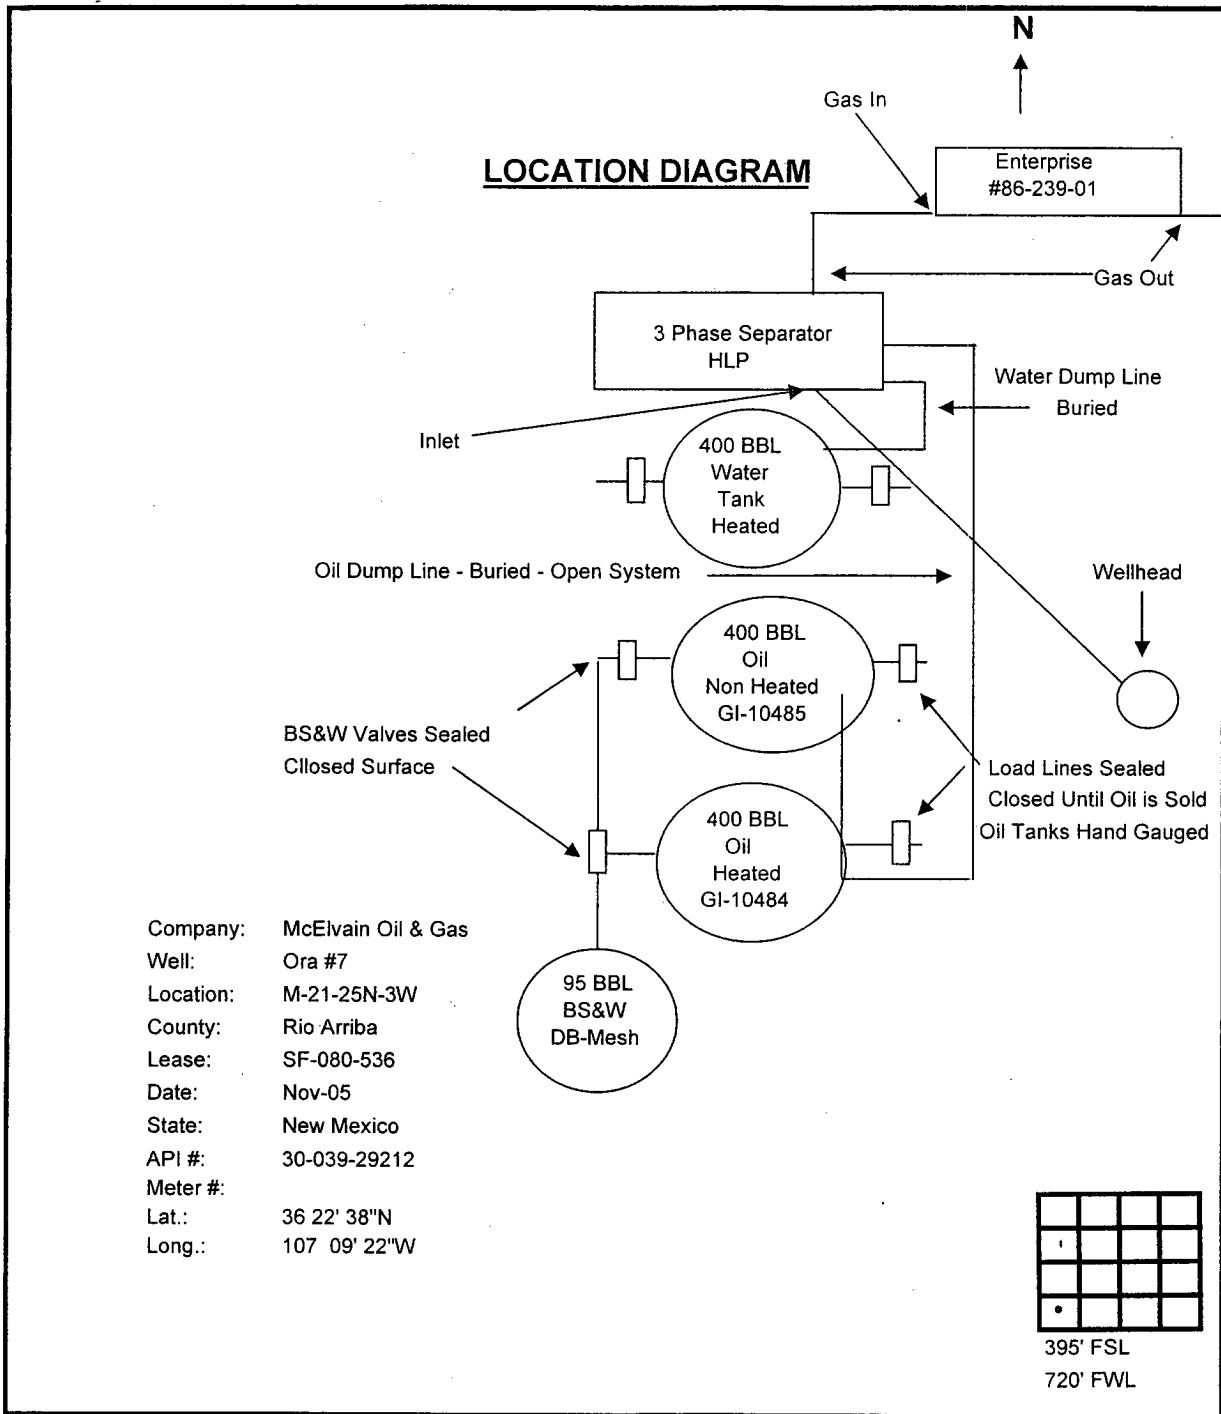 N
Gas In
LOCATION DIAGRAM
Enterprise
#86-239-01
Gas Out
3 Phase Separator
HLP
Water Dump Line
Buried
Inlet
400 BBL
Water
Tank
Heated
Oil Dump Line - Buried - Open System
Wellhead
400 BBL
Oil
Non Heated
GI-10485
BS&W Valves Sealed
Cllosed Surface
Load Lines Sealed
Closed Until Oil is Sold
Oil Tanks Hand Gauged
400 BBL
Oil
Heated
GI-10484
95 BBL
BS&W
DB-Mesh
Company: McElvain Oil & Gas
Well: Ora #7
Location: M-21-25N-3W
County: Rio Arriba
Lease: SF-080-536
Date: Nov-05
State: New Mexico
API #: 30-039-29212
Meter #:
Lat.: 36 22' 38"N
Long.: 107 09' 22"W
395' FSL
720' FWL